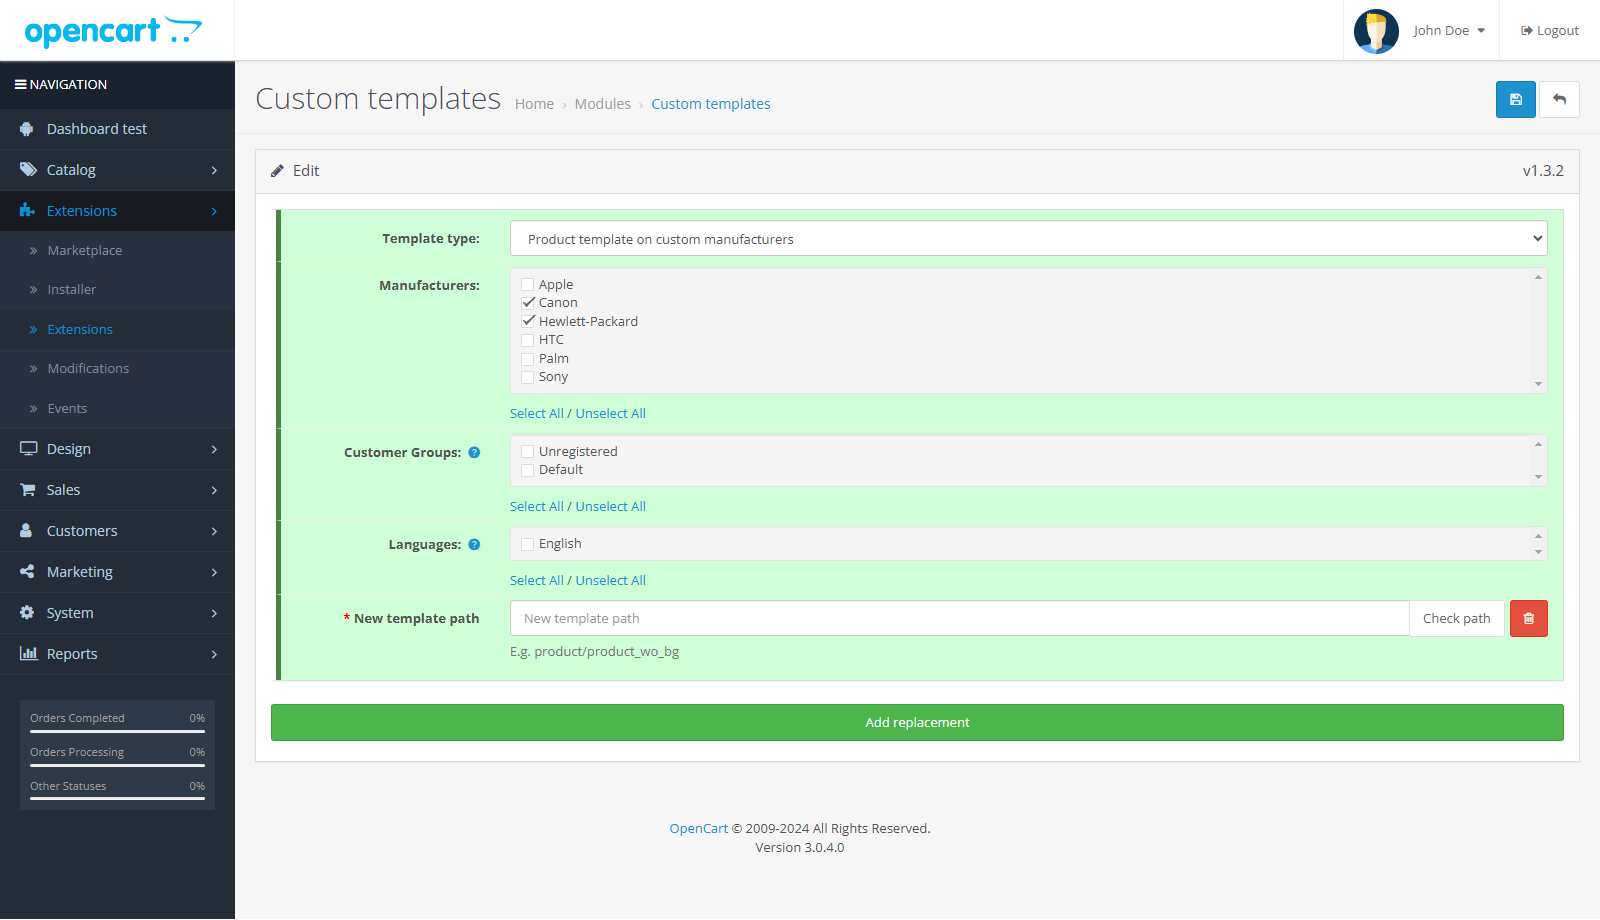 opencart
John Doe
Logout
NAVIGATION
Dashboard test
Catalog
Extensions
Marketplace
Installer
Extensions
Modifications
Events
Design
Sales
Customers
Marketing
System
Reports
Orders Completed 0%
Orders Processing 0%
Other Statuses 0%
Custom templates
Home › Modules › Custom templates
Edit
v1.3.2
Template type:
Product template on custom manufacturers
Manufacturers:
Apple
Canon
Hewlett-Packard
HTC
Palm
Sony
Select All / Unselect All
Customer Groups: ?
Unregistered
Default
Select All / Unselect All
Languages: ?
English
Select All / Unselect All
* New template path
New template path
Check path
E.g. product/product_wo_bg
Add replacement
OpenCart © 2009-2024 All Rights Reserved.
Version 3.0.4.0